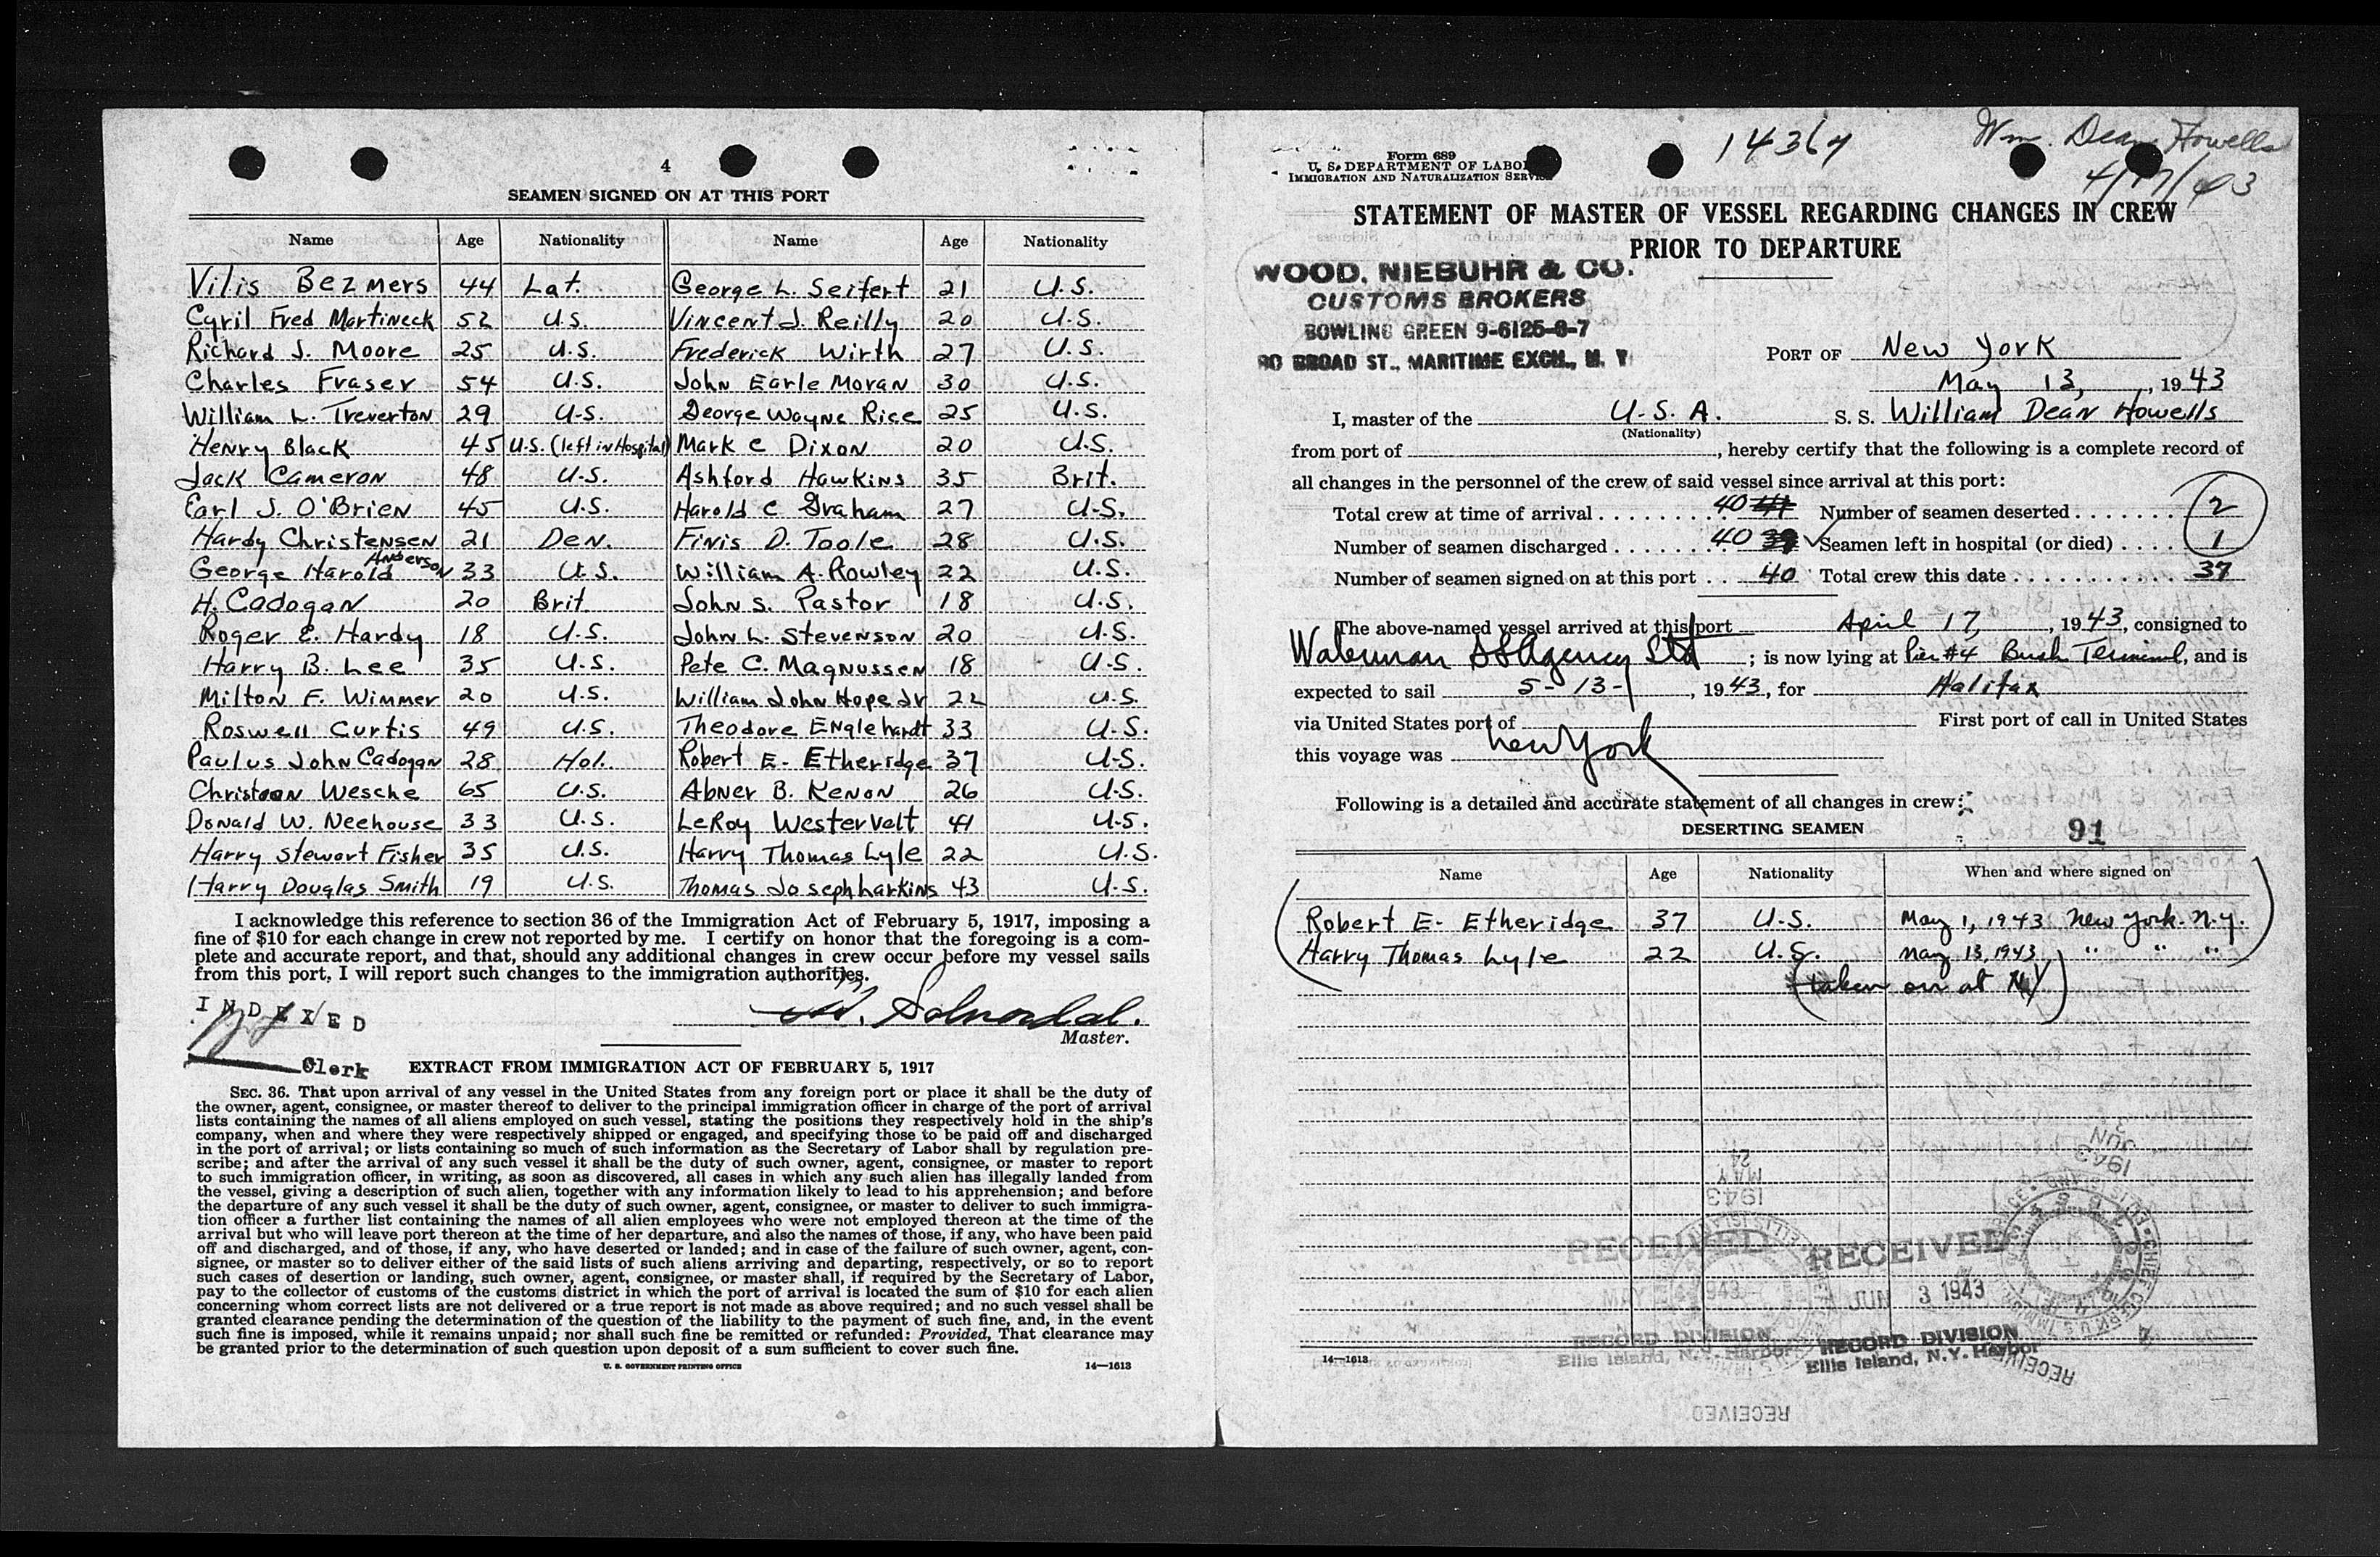 4
SEAMEN SIGNED ON AT THIS PORT
Name Age Nationality Name Age Nationality
Vilis Bezmers 44 Lat. George L. Seifert 21 U.S.
Cyril Fred Martineck 52 U.S. Vincent J. Reilly 20 U.S.
Richard J. Moore 25 U.S. Frederick Wirth 27 U.S.
Charles Fraser 54 U.S. John Earle Moran 30 U.S.
William L. Treverton 29 U.S. George Wayne Rice 25 U.S.
Henry Black 45 U.S. (left in Hospital) Mark C Dixon 20 U.S.
Jack Cameron 48 U.S. Ashford Hawkins 35 Brit.
Earl J. O'Brien 45 U.S. Harold C Graham 27 U.S.
Hardy Christensen 21 Den. Finis D. Toole 28 U.S.
George Harold Anderson 33 U.S. William A. Rowley 22 U.S.
H. Cadogan 20 Brit John S. Pastor 18 U.S.
Roger E. Hardy 18 U.S. John L. Stevenson 20 U.S.
Harry B. Lee 35 U.S. Pete C. Magnussen 18 U.S.
Milton F. Wimmer 20 U.S. William John Hope Jr 22 U.S.
Roswell Curtis 49 U.S. Theodore Englehardt 33 U.S.
Paulus John Cadogan 28 Hol. Robert E. Etheridge 37 U.S.
Christian Wesche 65 U.S. Abner B. Kenon 26 U.S.
Donald W. Neehouse 33 U.S. LeRoy Westervelt 41 U.S.
Harry Stewart Fisher 35 U.S. Harry Thomas Lyle 22 U.S.
Harry Douglas Smith 19 U.S. Thomas Joseph Larkins 43 U.S.
I acknowledge this reference to section 36 of the Immigration Act of February 5, 1917, imposing a
fine of $10 for each change in crew not reported by me. I certify on honor that the foregoing is a com-
plete and accurate report, and that, should any additional changes in crew occur before my vessel sails
from this port, I will report such changes to the immigration authorities.
INDEXED
Master.
Clerk
EXTRACT FROM IMMIGRATION ACT OF FEBRUARY 5, 1917
SEC. 36. That upon arrival of any vessel in the United States from any foreign port or place it shall be the duty of
the owner, agent, consignee, or master thereof to deliver to the principal immigration officer in charge of the port of arrival
lists containing the names of all aliens employed on such vessel, stating the positions they respectively hold in the ship's
company, when and where they were respectively shipped or engaged, and specifying those to be paid off and discharged
in the port of arrival; or lists containing so much of such information as the Secretary of Labor shall by regulation pre-
scribe; and after the arrival of any such vessel it shall be the duty of such owner, agent, consignee, or master to report
to such immigration officer, in writing, as soon as discovered, all cases in which any such alien has illegally landed from
the vessel, giving a description of such alien, together with any information likely to lead to his apprehension; and before
the departure of any such vessel it shall be the duty of such owner, agent, consignee, or master to deliver to such immigra-
tion officer a further list containing the names of all alien employees who were not employed thereon at the time of the
arrival but who will leave port thereon at the time of her departure, and also the names of those, if any, who have been paid
off and discharged, and of those, if any, who have deserted or landed; and in case of the failure of such owner, agent, con-
signee, or master so to deliver either of the said lists of such aliens arriving and departing, respectively, or so to report
such cases of desertion or landing, such owner, agent, consignee, or master shall, if required by the Secretary of Labor,
pay to the collector of customs of the customs district in which the port of arrival is located the sum of $10 for each alien
concerning whom correct lists are not delivered or a true report is not made as above required; and no such vessel shall be
granted clearance pending the determination of the question of the liability to the payment of such fine, and, in the event
such fine is imposed, while it remains unpaid; nor shall such fine be remitted or refunded: Provided, That clearance may
be granted prior to the determination of such question upon deposit of a sum sufficient to cover such fine.
U. S. GOVERNMENT PRINTING OFFICE 14—1613
Form 689
U. S. DEPARTMENT OF LABOR
IMMIGRATION AND NATURALIZATION SERVICE
14367
Wm. Dean Howells
4/17/43
STATEMENT OF MASTER OF VESSEL REGARDING CHANGES IN CREW
PRIOR TO DEPARTURE
WOOD, NIEBUHR & CO.
CUSTOMS BROKERS
BOWLING GREEN 9-6125-6-7
80 BROAD ST., MARITIME EXCH., N. Y.
PORT OF New York
May 13, , 1943
I, master of the U.S.A. S. S. William Dean Howells
(Nationality)
from port of , hereby certify that the following is a complete record of
all changes in the personnel of the crew of said vessel since arrival at this port:
Total crew at time of arrival 40 41 Number of seamen deserted 2
Number of seamen discharged 40 39 Seamen left in hospital (or died) 1
Number of seamen signed on at this port 40 Total crew this date 37
The above-named vessel arrived at this port April 17, , 1943, consigned to
Waterman SS Agency Ltd ; is now lying at Pier #4 Bush Terminal, and is
expected to sail 5-13- , 1943, for Halifax
via United States port of First port of call in United States
this voyage was New York
Following is a detailed and accurate statement of all changes in crew:
DESERTING SEAMEN
91
Name Age Nationality When and where signed on
Robert E. Etheridge 37 U.S. May 1, 1943 New York. N.Y.
Harry Thomas Lyle 22 U.S. May 13, 1943 " " "
(taken on at NY)
JUN 3 1943
MAY 24 1943
RECEIVED RECEIVED
MAY 24 1943 JUN 3 1943
RECORD DIVISION RECORD DIVISION
Ellis Island, N.Y. Harbor Ellis Island, N.Y. Harbor
14—1613
RECEIVED
RECEIVED